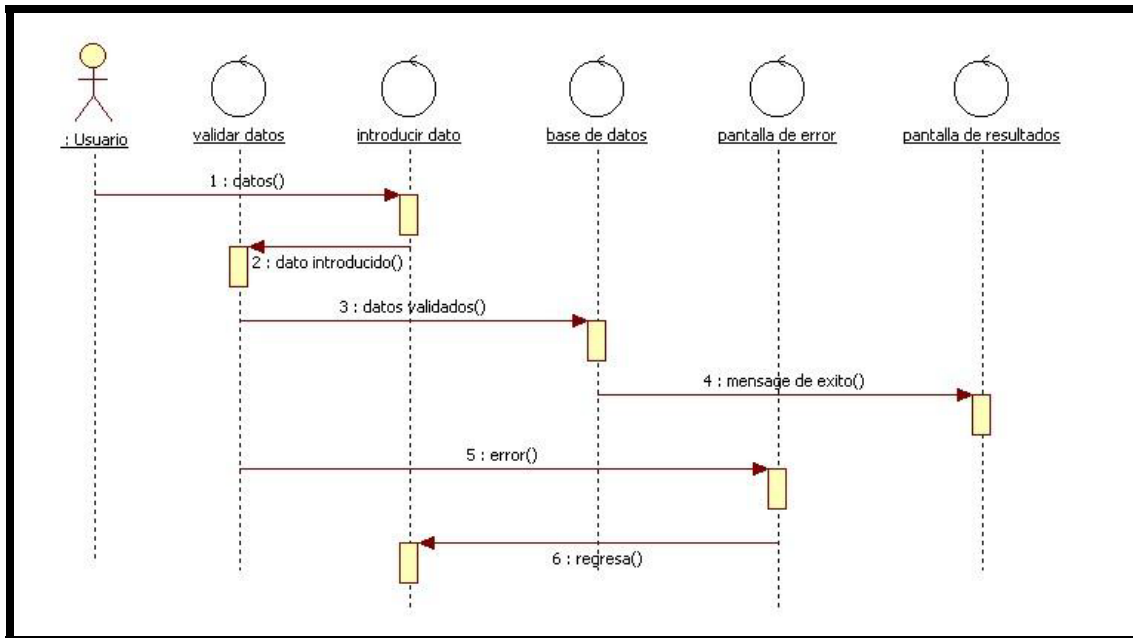 : Usuario
validar datos
introducir dato
base de datos
pantalla de error
pantalla de resultados
1 : datos()
2 : dato introducido()
3 : datos validados()
4 : mensage de exito()
5 : error()
6 : regresa()